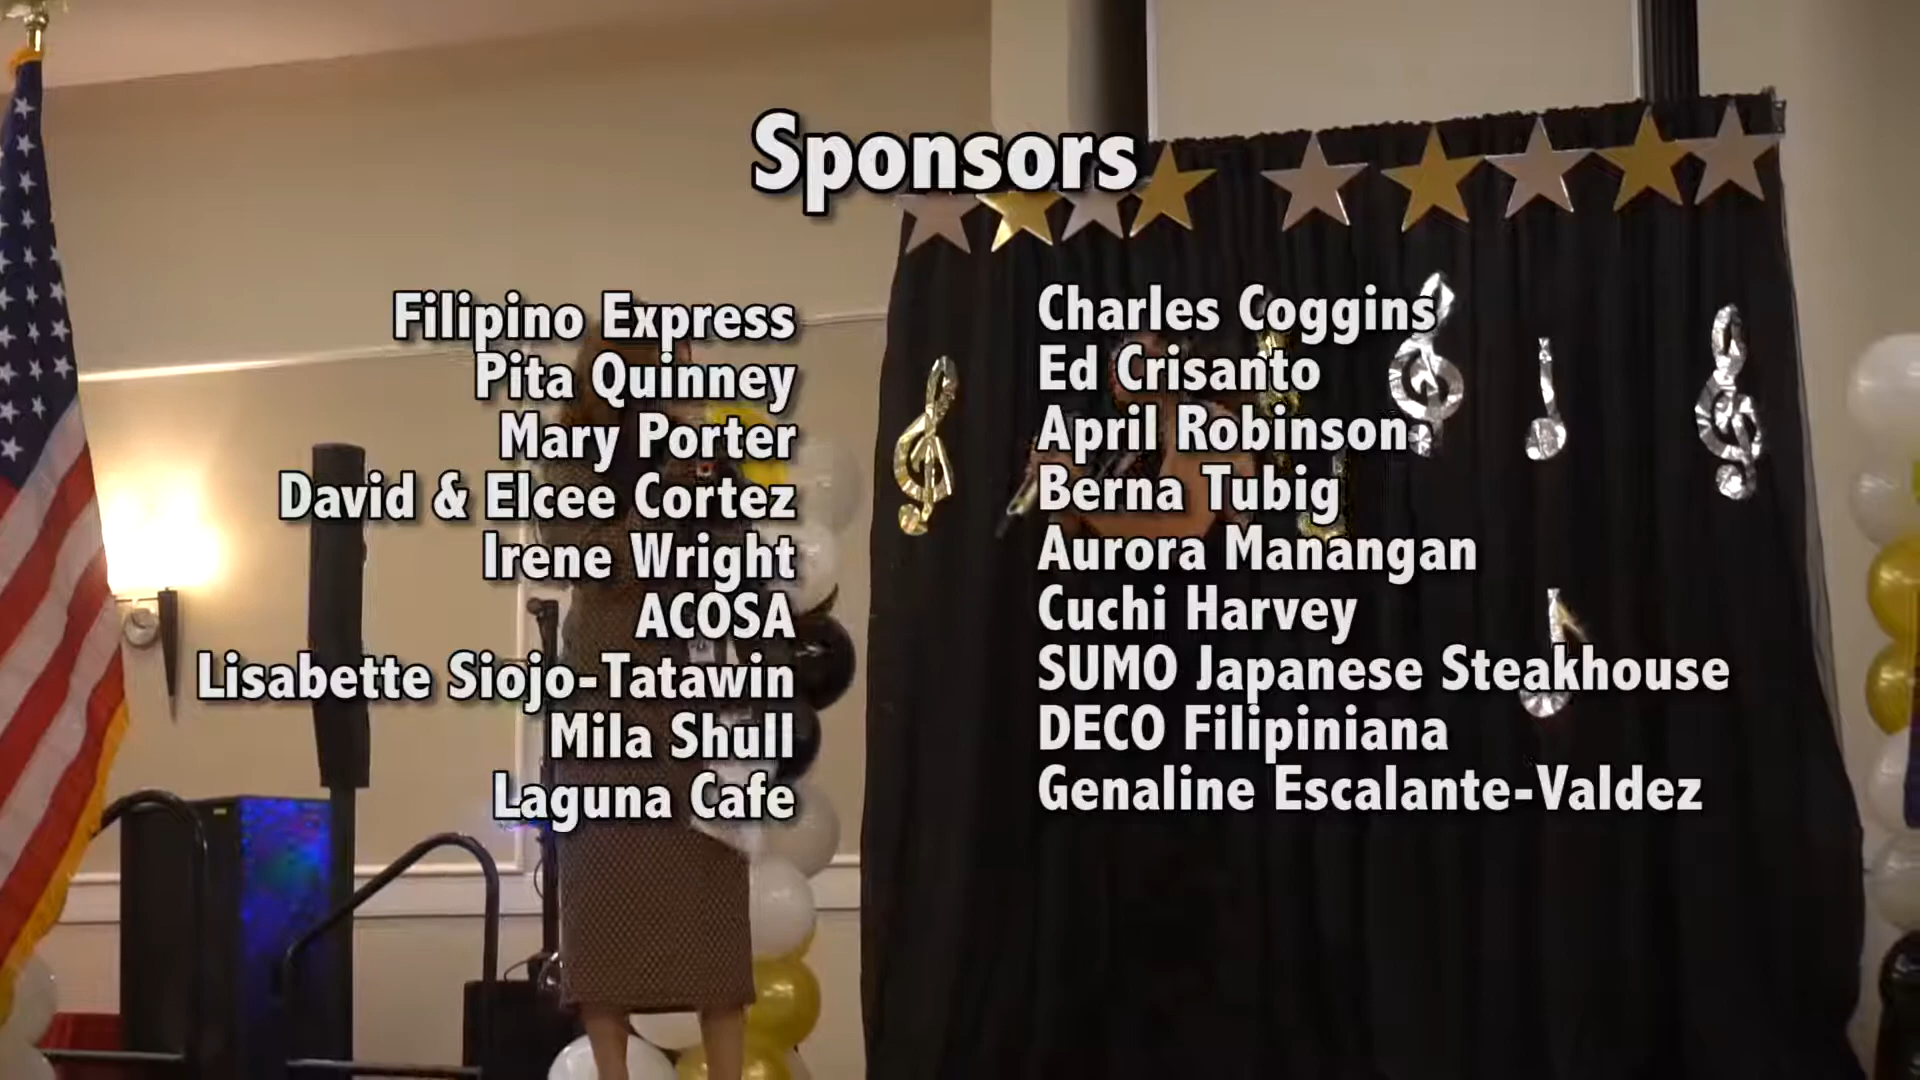 Sponsors
Filipino Express
Pita Quinney
Mary Porter
David & Elcee Cortez
Irene Wright
ACOSA
Lisabette Siojo-Tatawin
Mila Shull
Laguna Cafe
Charles Coggins
Ed Crisanto
April Robinson
Berna Tubig
Aurora Manangan
Cuchi Harvey
SUMO Japanese Steakhouse
DECO Filipiniana
Genaline Escalante-Valdez